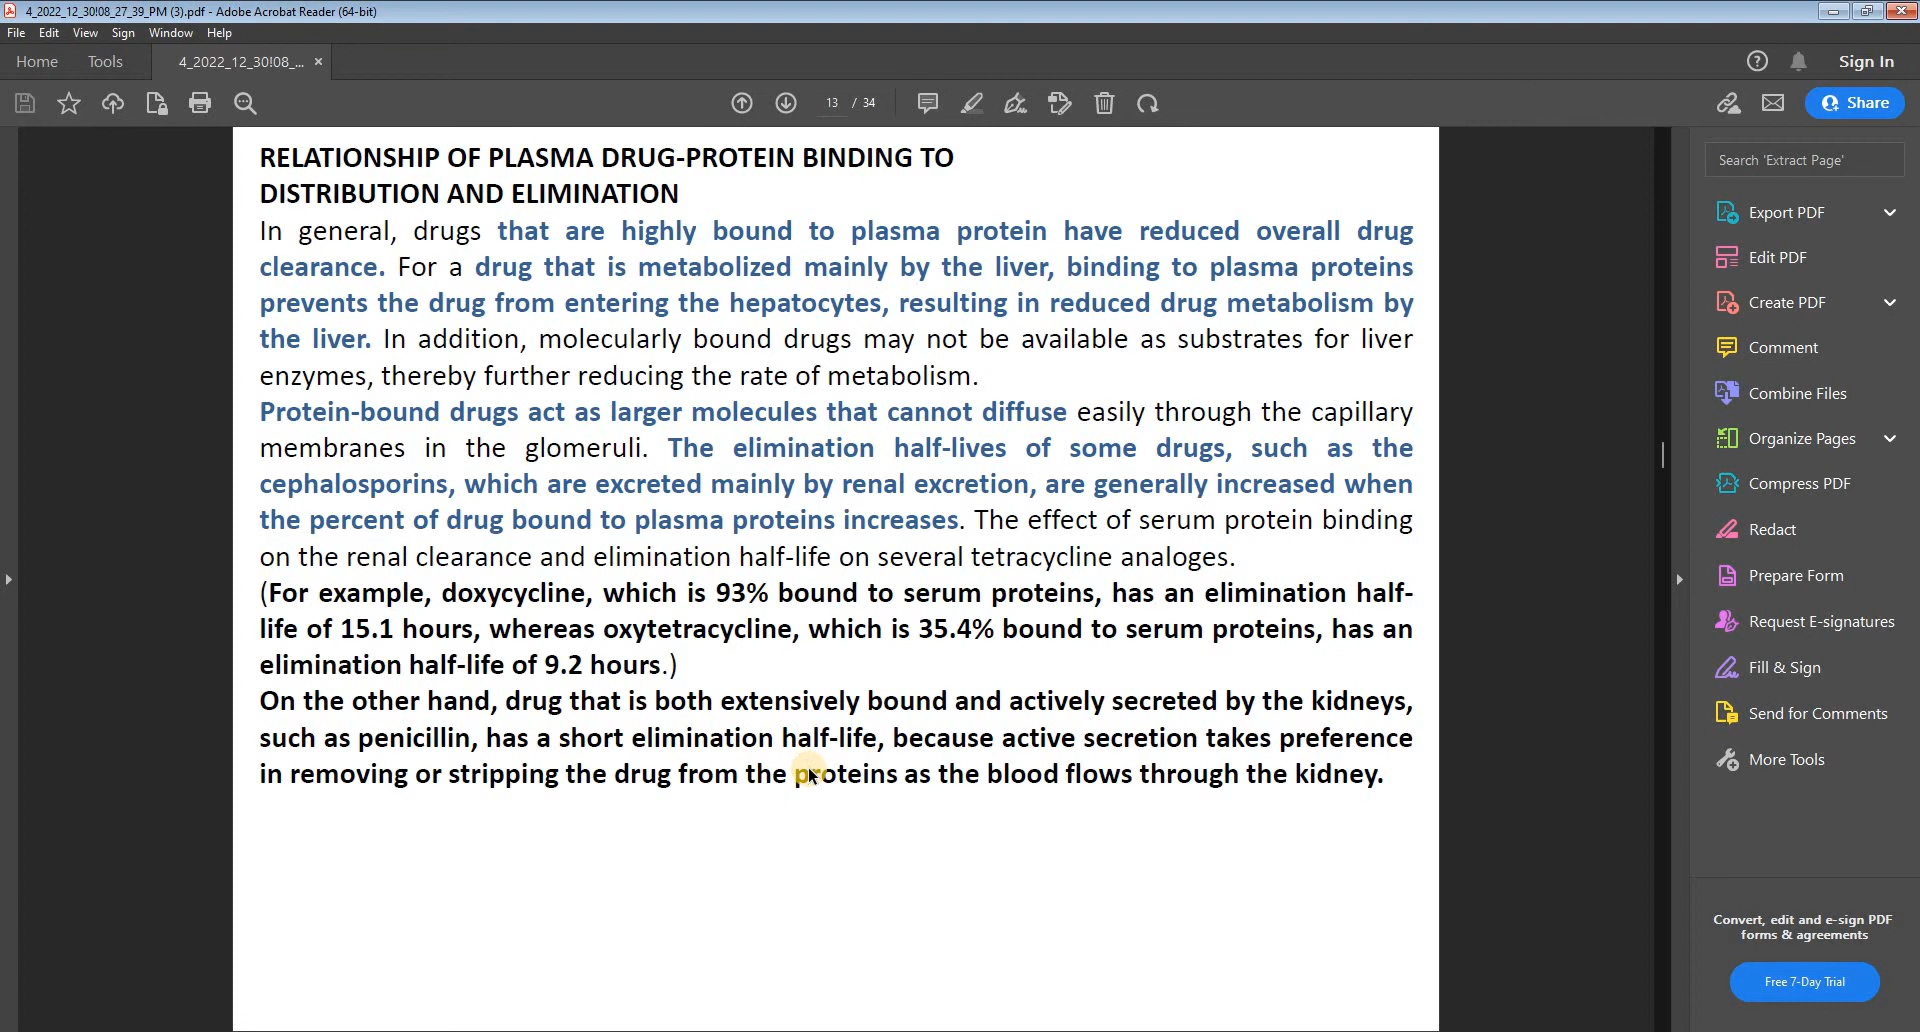 4_2022_12_30!08_27_39_PM (3).pdf - Adobe Acrobat Reader (64-bit)
File Edit View Sign Window Help
Home Tools 4_2022_12_30!08_... × Sign In
13 / 34 Share
RELATIONSHIP OF PLASMA DRUG-PROTEIN BINDING TO
DISTRIBUTION AND ELIMINATION
In general, drugs that are highly bound to plasma protein have reduced overall drug
clearance. For a drug that is metabolized mainly by the liver, binding to plasma proteins
prevents the drug from entering the hepatocytes, resulting in reduced drug metabolism by
the liver. In addition, molecularly bound drugs may not be available as substrates for liver
enzymes, thereby further reducing the rate of metabolism.
Protein-bound drugs act as larger molecules that cannot diffuse easily through the capillary
membranes in the glomeruli. The elimination half-lives of some drugs, such as the
cephalosporins, which are excreted mainly by renal excretion, are generally increased when
the percent of drug bound to plasma proteins increases. The effect of serum protein binding
on the renal clearance and elimination half-life on several tetracycline analoges.
(For example, doxycycline, which is 93% bound to serum proteins, has an elimination half-
life of 15.1 hours, whereas oxytetracycline, which is 35.4% bound to serum proteins, has an
elimination half-life of 9.2 hours.)
On the other hand, drug that is both extensively bound and actively secreted by the kidneys,
such as penicillin, has a short elimination half-life, because active secretion takes preference
in removing or stripping the drug from the proteins as the blood flows through the kidney.
Search 'Extract Page'
Export PDF
Edit PDF
Create PDF
Comment
Combine Files
Organize Pages
Compress PDF
Redact
Prepare Form
Request E-signatures
Fill & Sign
Send for Comments
More Tools
Convert, edit and e-sign PDF
forms & agreements
Free 7-Day Trial